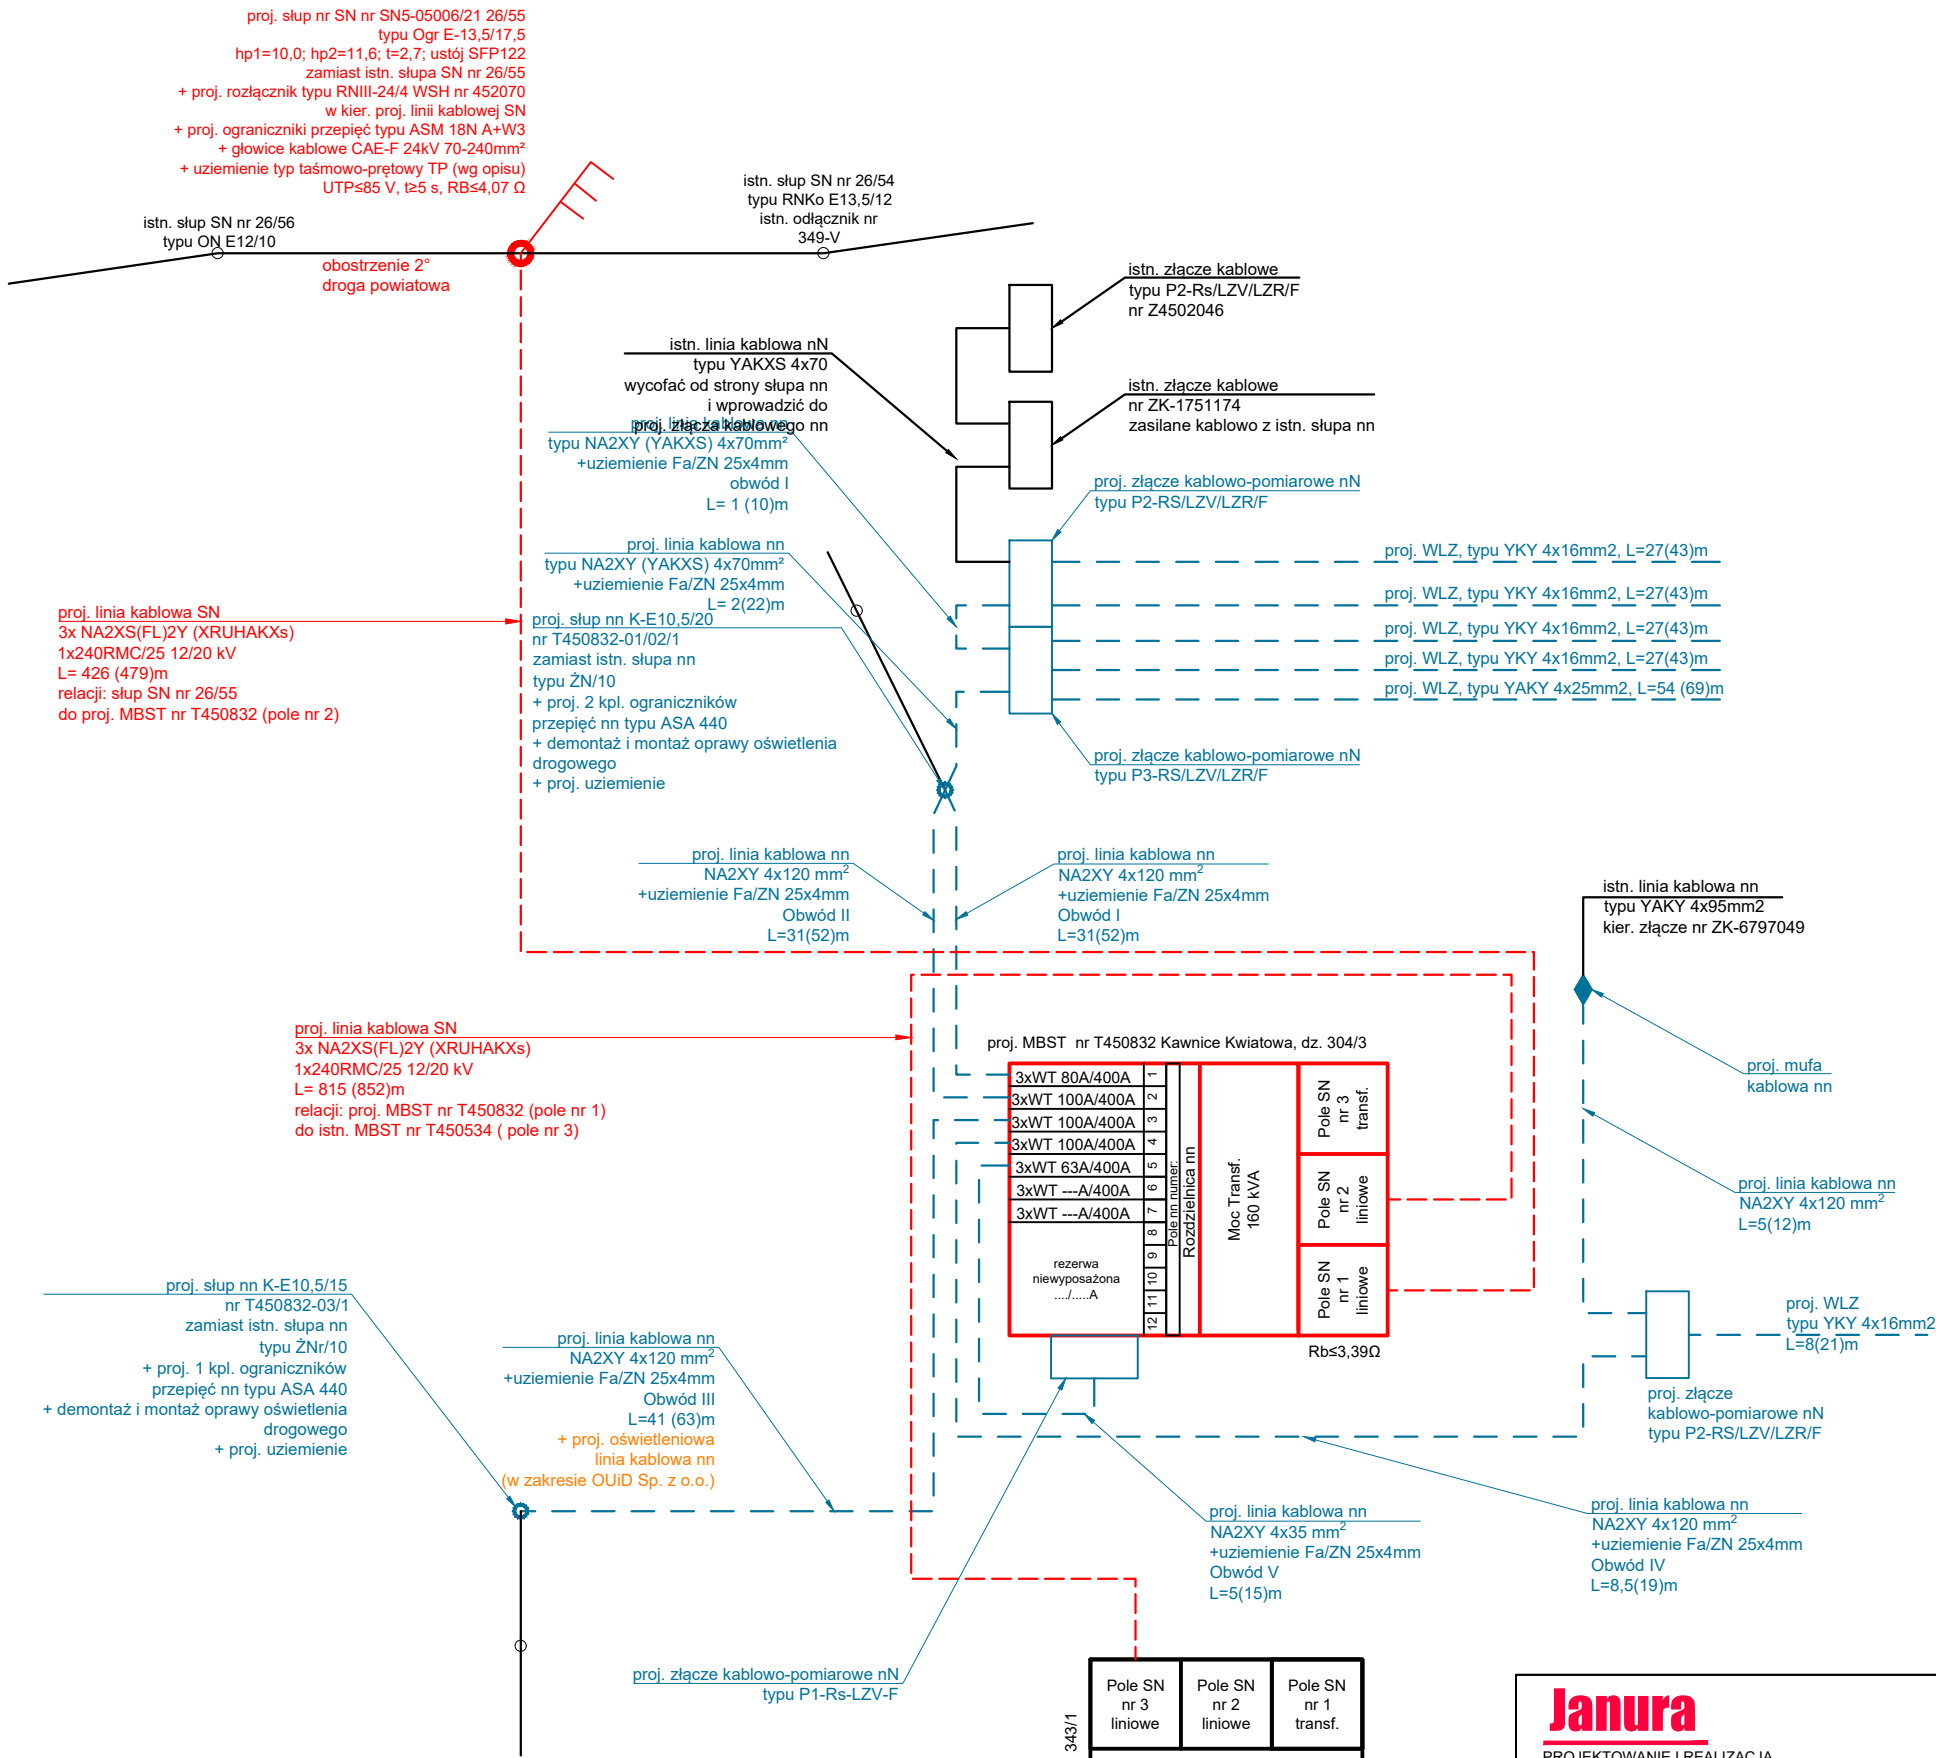 proj. słup nr SN nr SN5-05006/21 26/55
typu Ogr E-13,5/17,5
hp1=10,0; hp2=11,6; t=2,7; ustój SFP122
zamiast istn. słupa SN nr 26/55
+ proj. rozłącznik typu RNIII-24/4 WSH nr 452070
w kier. proj. linii kablowej SN
+ proj. ograniczniki przepięć typu ASM 18N A+W3
+ głowice kablowe CAE-F 24kV 70-240mm²
+ uziemienie typ taśmowo-prętowy TP (wg opisu)
UTP≤85 V, t≥5 s, RB≤4,07 Ω
istn. słup SN nr 26/56
typu ON E12/10
obostrzenie 2°
droga powiatowa
istn. słup SN nr 26/54
typu RNKo E13,5/12
istn. odłącznik nr
349-V
istn. złącze kablowe
typu P2-Rs/LZV/LZR/F
nr Z4502046
istn. linia kablowa nN
typu YAKXS 4x70
wycofać od strony słupa nn
i wprowadzić do
proj. złącza kablowego nn
istn. złącze kablowe
nr ZK-1751174
zasilane kablowo z istn. słupa nn
proj. linia kablowa nn
typu NA2XY (YAKXS) 4x70mm²
+uziemienie Fa/ZN 25x4mm
obwód I
L= 1 (10)m
proj. złącze kablowo-pomiarowe nN
typu P2-RS/LZV/LZR/F
proj. linia kablowa nn
typu NA2XY (YAKXS) 4x70mm²
+uziemienie Fa/ZN 25x4mm
L= 2(22)m
proj. WLZ, typu YKY 4x16mm2, L=27(43)m
proj. WLZ, typu YKY 4x16mm2, L=27(43)m
proj. WLZ, typu YKY 4x16mm2, L=27(43)m
proj. WLZ, typu YKY 4x16mm2, L=27(43)m
proj. WLZ, typu YAKY 4x25mm2, L=54 (69)m
proj. linia kablowa SN
3x NA2XS(FL)2Y (XRUHAKXs)
1x240RMC/25 12/20 kV
L= 426 (479)m
relacji: słup SN nr 26/55
do proj. MBST nr T450832 (pole nr 2)
proj. słup nn K-E10,5/20
nr T450832-01/02/1
zamiast istn. słupa nn
typu ŻN/10
+ proj. 2 kpl. ograniczników
przepięć nn typu ASA 440
+ demontaż i montaż oprawy oświetlenia
drogowego
+ proj. uziemienie
proj. złącze kablowo-pomiarowe nN
typu P3-RS/LZV/LZR/F
proj. linia kablowa nn
NA2XY 4x120 mm²
+uziemienie Fa/ZN 25x4mm
Obwód II
L=31(52)m
proj. linia kablowa nn
NA2XY 4x120 mm²
+uziemienie Fa/ZN 25x4mm
Obwód I
L=31(52)m
istn. linia kablowa nn
typu YAKY 4x95mm2
kier. złącze nr ZK-6797049
proj. linia kablowa SN
3x NA2XS(FL)2Y (XRUHAKXs)
1x240RMC/25 12/20 kV
L= 815 (852)m
relacji: proj. MBST nr T450832 (pole nr 1)
do istn. MBST nr T450534 ( pole nr 3)
proj. MBST nr T450832 Kawnice Kwiatowa, dz. 304/3
3xWT 80A/400A 1
3xWT 100A/400A 2
3xWT 100A/400A 3
3xWT 100A/400A 4
3xWT 63A/400A 5
3xWT ---A/400A 6
3xWT ---A/400A 7
8
9
10
11
12
rezerwa
niewyposażona
..../.....A
Pole nn numer:
Rozdzielnica nn
Moc Transf.
160 kVA
Pole SN
nr 3
transf.
Pole SN
nr 2
liniowe
Pole SN
nr 1
liniowe
Rb≤3,39Ω
proj. mufa
kablowa nn
proj. linia kablowa nn
NA2XY 4x120 mm²
L=5(12)m
proj. WLZ
typu YKY 4x16mm2
L=8(21)m
proj. złącze
kablowo-pomiarowe nN
typu P2-RS/LZV/LZR/F
proj. słup nn K-E10,5/15
nr T450832-03/1
zamiast istn. słupa nn
typu ŻNr/10
+ proj. 1 kpl. ograniczników
przepięć nn typu ASA 440
+ demontaż i montaż oprawy oświetlenia
drogowego
+ proj. uziemienie
proj. linia kablowa nn
NA2XY 4x120 mm²
+uziemienie Fa/ZN 25x4mm
Obwód III
L=41 (63)m
+ proj. oświetleniowa
linia kablowa nn
(w zakresie OUiD Sp. z o.o.)
proj. linia kablowa nn
NA2XY 4x35 mm²
+uziemienie Fa/ZN 25x4mm
Obwód V
L=5(15)m
proj. linia kablowa nn
NA2XY 4x120 mm²
+uziemienie Fa/ZN 25x4mm
Obwód IV
L=8,5(19)m
proj. złącze kablowo-pomiarowe nN
typu P1-Rs-LZV-F
343/1
Pole SN
nr 3
liniowe
Pole SN
nr 2
liniowe
Pole SN
nr 1
transf.
Janura
PROJEKTOWANIE I REALIZACJA